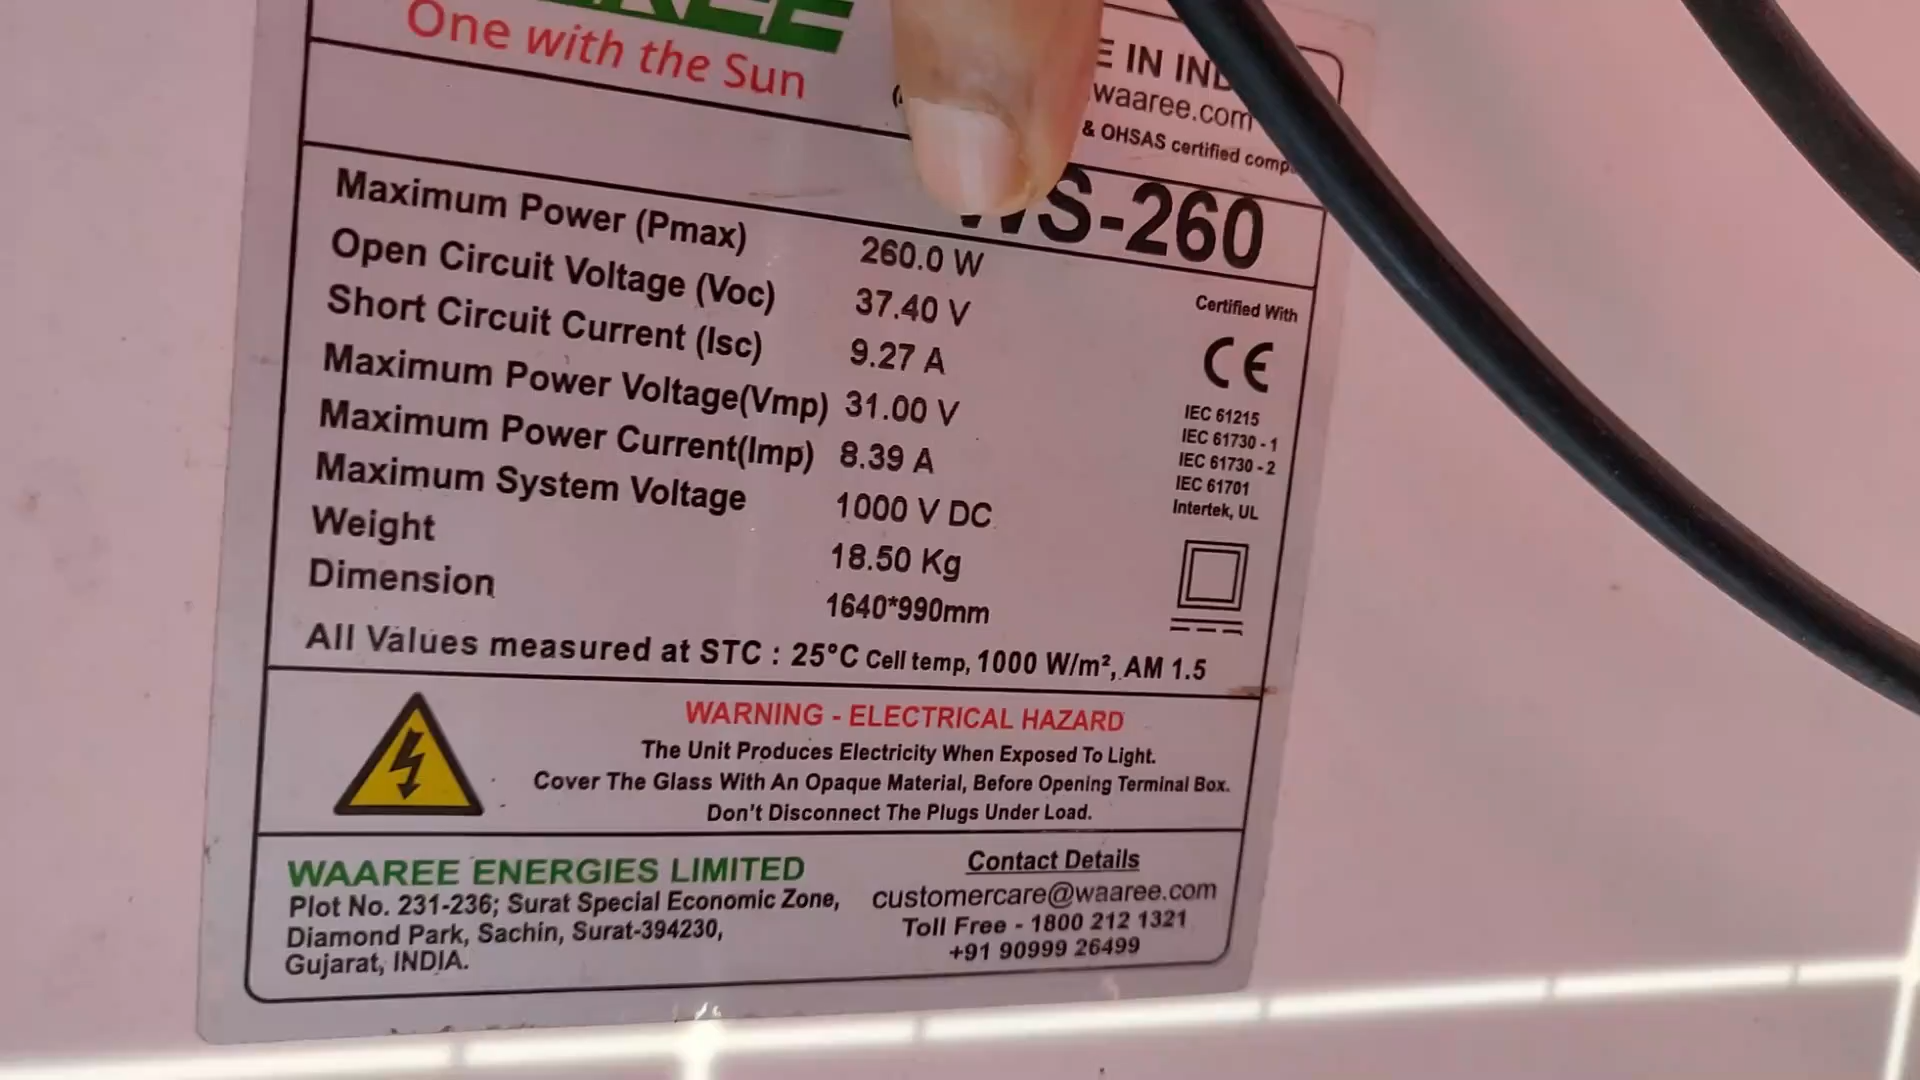 One with the Sun
IN
waaree.com
& OHSAS certified
WS-260
Maximum Power (Pmax) 260.0 W
Open Circuit Voltage (Voc) 37.40 V
Short Circuit Current (Isc) 9.27 A
Maximum Power Voltage(Vmp) 31.00 V
Maximum Power Current(Imp) 8.39 A
Maximum System Voltage 1000 V DC
Weight 18.50 Kg
Dimension 1640*990mm
Certified With
CE
IEC 61215
IEC 61730 - 1
IEC 61730 - 2
IEC 61701
Intertek, UL
All Values measured at STC : 25°C Cell temp, 1000 W/m², AM 1.5
WARNING - ELECTRICAL HAZARD
The Unit Produces Electricity When Exposed To Light.
Cover The Glass With An Opaque Material, Before Opening Terminal Box.
Don't Disconnect The Plugs Under Load.
WAAREE ENERGIES LIMITED
Plot No. 231-236; Surat Special Economic Zone,
Diamond Park, Sachin, Surat-394230,
Gujarat, INDIA.
Contact Details
customercare@waaree.com
Toll Free - 1800 212 1321
+91 90999 26499